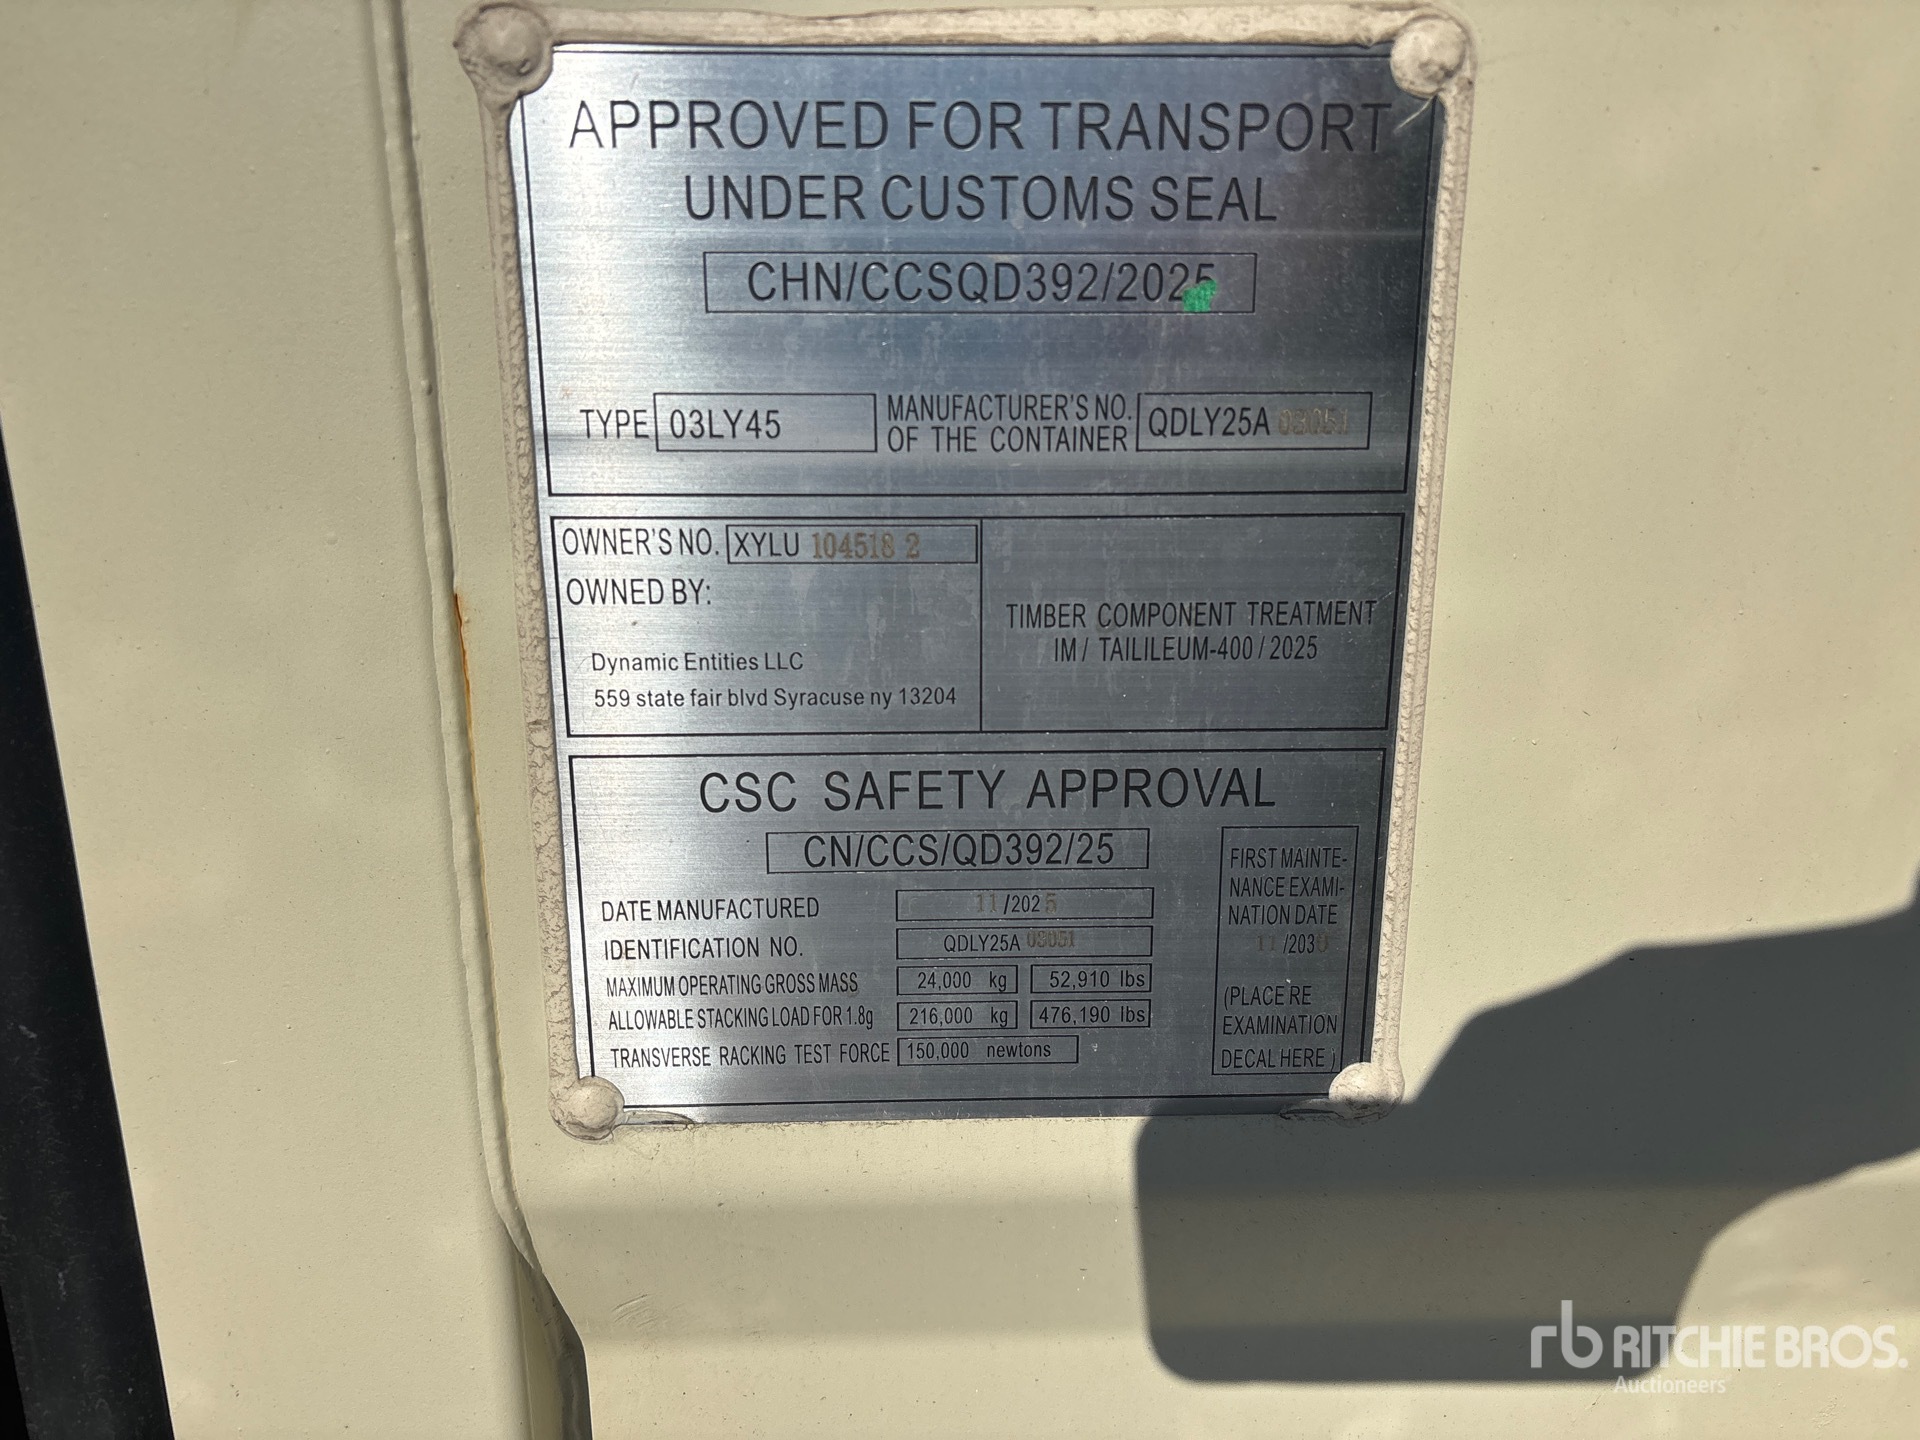 APPROVED FOR TRANSPORT
UNDER CUSTOMS SEAL
CHN/CCSQD392/2025
TYPE 03LY45
MANUFACTURER'S NO.
OF THE CONTAINER
QDLY25A
OWNER'S NO. XYLU 104518 2
OWNED BY:
Dynamic Entities LLC
559 state fair blvd Syracuse ny 13204
TIMBER COMPONENT TREATMENT
IM / TAILILEUM-400 / 2025
CSC SAFETY APPROVAL
CN/CCS/QD392/25
DATE MANUFACTURED 11/2025
IDENTIFICATION NO. QDLY25A
MAXIMUM OPERATING GROSS MASS 24,000 kg 52,910 lbs
ALLOWABLE STACKING LOAD FOR 1.8g 216,000 kg 476,190 lbs
TRANSVERSE RACKING TEST FORCE 150,000 newtons
FIRST MAINTE-
NANCE EXAMI-
NATION DATE
11/2030
(PLACE RE
EXAMINATION
DECAL HERE)
rb RITCHIE BROS.
Auctioneers